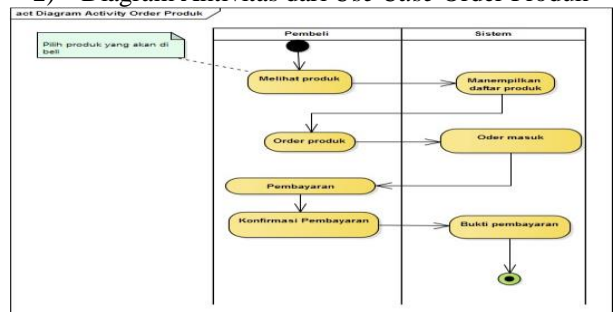 2) Diagram Aktivitas dari Use Case Order Produk
act Diagram Activity Order Produk
Pilih produk yang akan di
beli
Pembeli
Sistem
Melihat produk
Manempilkan
daftar produk
Order produk
Oder masuk
Pembayaran
Konfirmasi Pembayaran
Bukti pembayaran